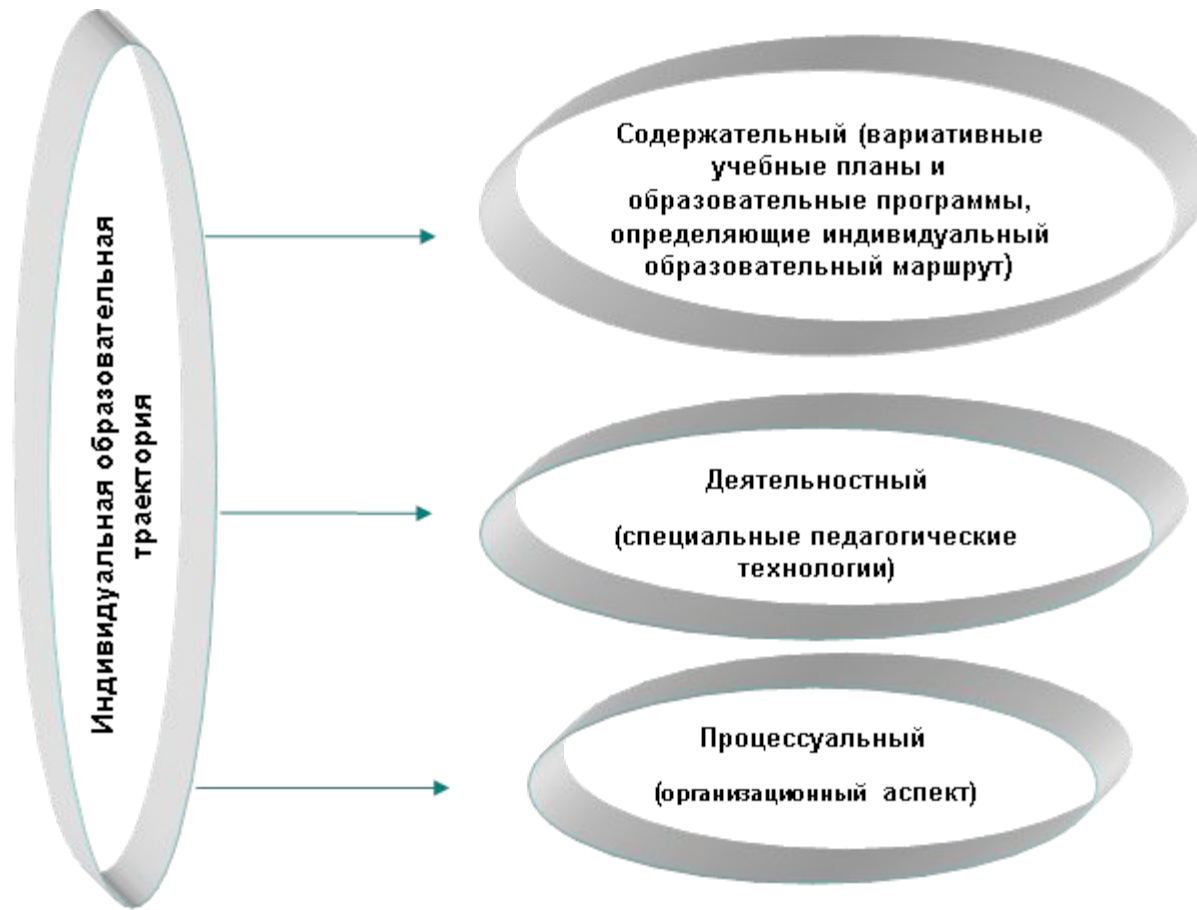 Индивидуальная образовательная
траектория
Содержательный (вариативные
учебные планы и
образовательные программы,
определяющие индивидуальный
образовательный маршрут)
Деятельностный
(специальные педагогические
технологии)
Процессуальный
(организационный аспект)